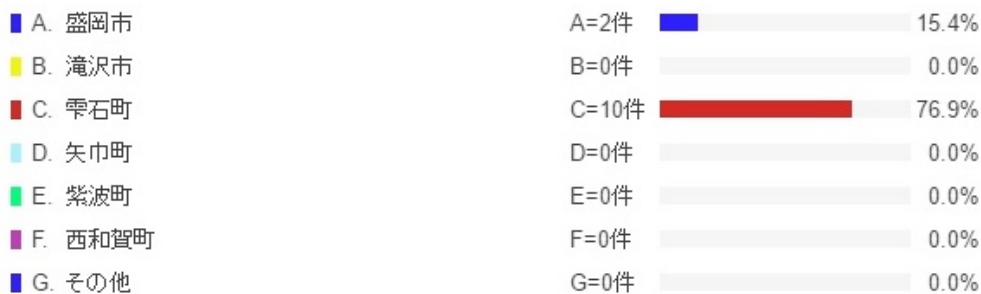 A. 盛岡市 A=2件 15.4%
B. 滝沢市 B=0件 0.0%
C. 雫石町 C=10件 76.9%
D. 矢巾町 D=0件 0.0%
E. 紫波町 E=0件 0.0%
F. 西和賀町 F=0件 0.0%
G. その他 G=0件 0.0%